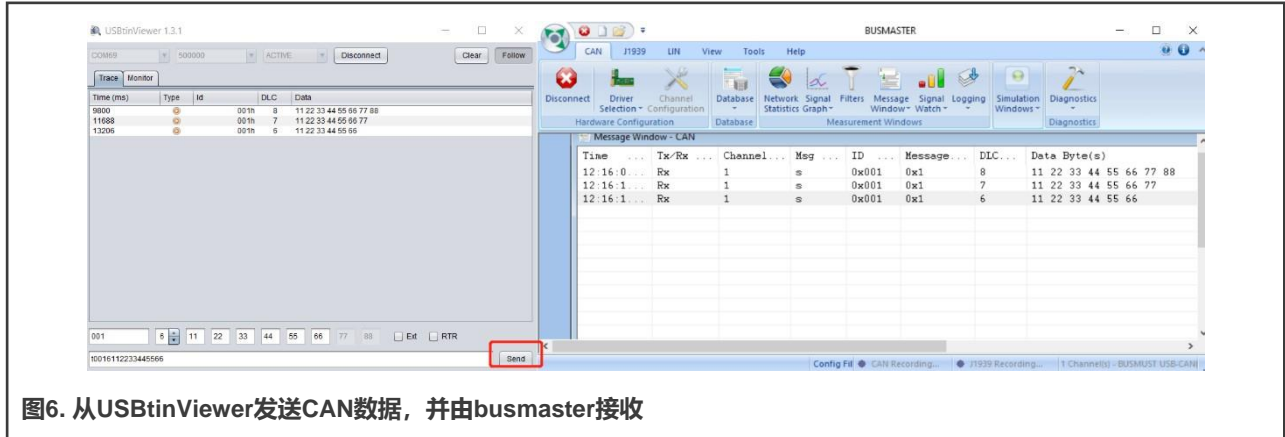 USBtinViewer 1.3.1
COM69 500000 ACTIVE Disconnect Clear Follow
Trace Monitor
Time (ms) Type Id DLC Data
9800 001h 8 11 22 33 44 55 66 77 88
11688 001h 7 11 22 33 44 55 66 77
13206 001h 6 11 22 33 44 55 66
001 6 11 22 33 44 55 66 77 88 Ext RTR
t0016112233445566 Send
BUSMASTER
CAN J1939 LIN View Tools Help
Disconnect Driver Selection Channel Configuration Database Network Statistics Signal Graph Filters Message Window Signal Watch Logging Simulation Windows Diagnostics
Hardware Configuration Database Measurement Windows Diagnostics
Message Window - CAN
Time ... Tx/Rx ... Channel... Msg ... ID ... Message... DLC... Data Byte(s)
12:16:0... Rx 1 s 0x001 0x1 8 11 22 33 44 55 66 77 88
12:16:1... Rx 1 s 0x001 0x1 7 11 22 33 44 55 66 77
12:16:1... Rx 1 s 0x001 0x1 6 11 22 33 44 55 66
Config Fil CAN Recording... J1939 Recording... 1 Channel(s) - BUSMUST USB-CAN
图6. 从USBtinViewer发送CAN数据，并由busmaster接收